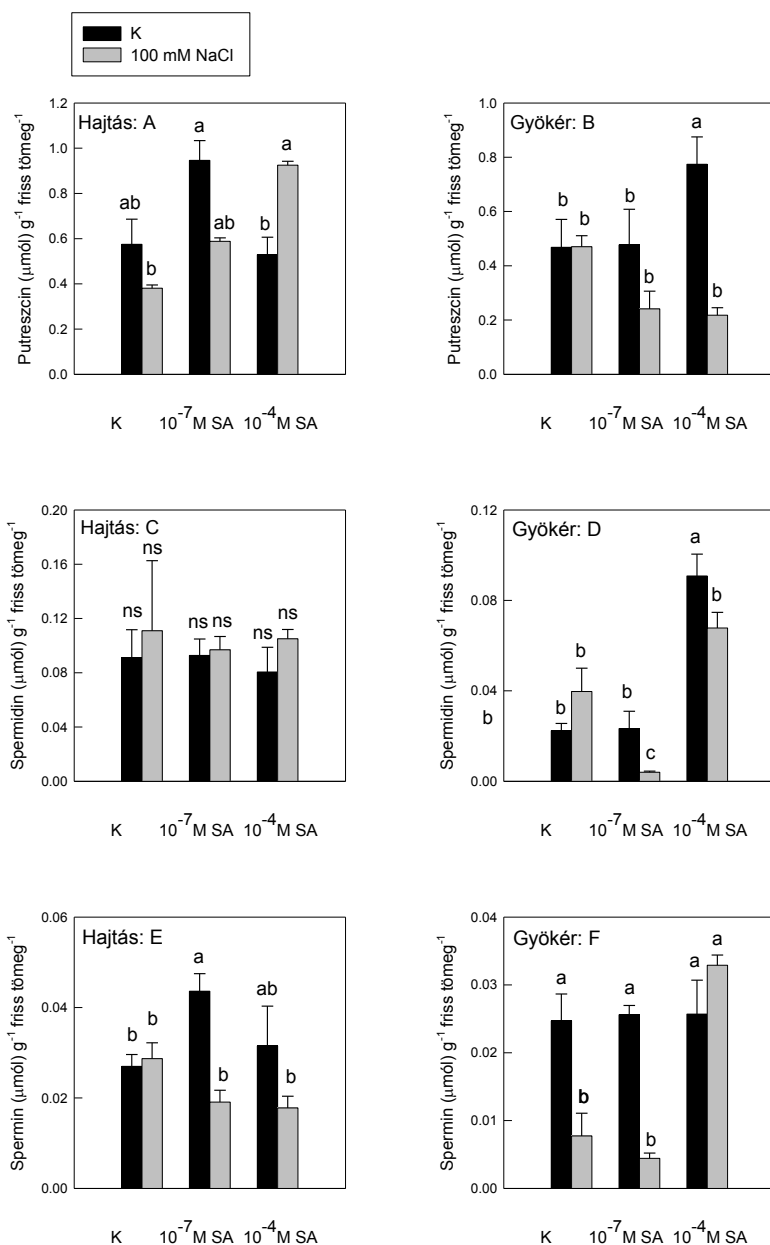 K
100 mM NaCl
Hajtás: A
Putreszcin (μmól) g⁻¹ friss tömeg⁻¹
1.2
1.0
0.8
0.6
0.4
0.2
0.0
ab
b
a
ab
b
a
K 10⁻⁷M SA 10⁻⁴M SA
Gyökér: B
Putreszcin (μmól) g⁻¹ friss tömeg⁻¹
1.0
0.8
0.6
0.4
0.2
0.0
b
b
b
b
a
b
K 10⁻⁷M SA 10⁻⁴M SA
Hajtás: C
Spermidin (μmól) g⁻¹ friss tömeg⁻¹
0.20
0.16
0.12
0.08
0.04
0.00
ns
ns
ns
ns
ns
ns
K 10⁻⁷M SA 10⁻⁴M SA
Gyökér: D
Spermidin (μmól) g⁻¹ friss tömeg⁻¹
0.12
0.08
0.04
0.00
b
b
b
b
c
a
b
K 10⁻⁷M SA 10⁻⁴M SA
Hajtás: E
Spermin (μmól) g⁻¹ friss tömeg⁻¹
0.06
0.04
0.02
0.00
b
b
a
b
ab
b
K 10⁻⁷M SA 10⁻⁴M SA
Gyökér: F
Spermin (μmól) g⁻¹ friss tömeg⁻¹
0.04
0.03
0.02
0.01
0.00
a
b
a
b
a
a
K 10⁻⁷M SA 10⁻⁴M SA